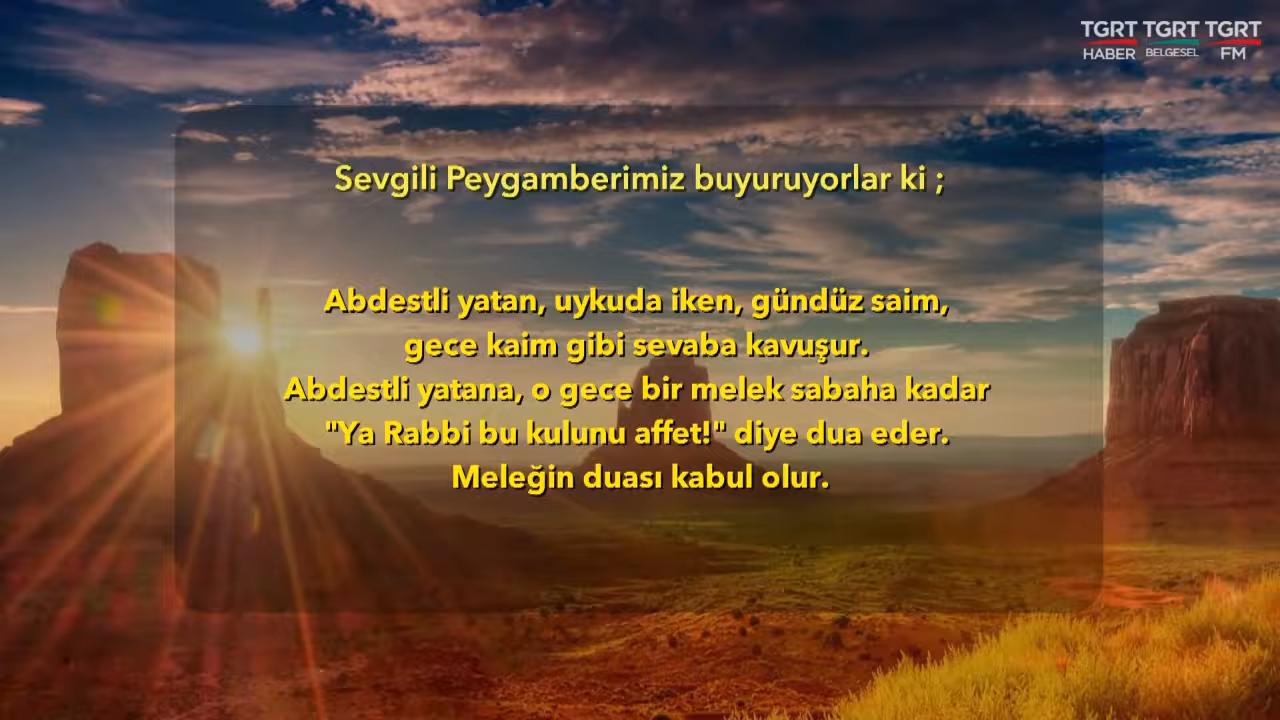 TGRT TGRT TGRT
HABER BELGESEL FM
Sevgili Peygamberimiz buyuruyorlar ki ;
Abdestli yatan, uykuda iken, gündüz saim,
gece kaim gibi sevaba kavuşur.
Abdestli yatana, o gece bir melek sabaha kadar
"Ya Rabbi bu kulunu affet!" diye dua eder.
Meleğin duası kabul olur.